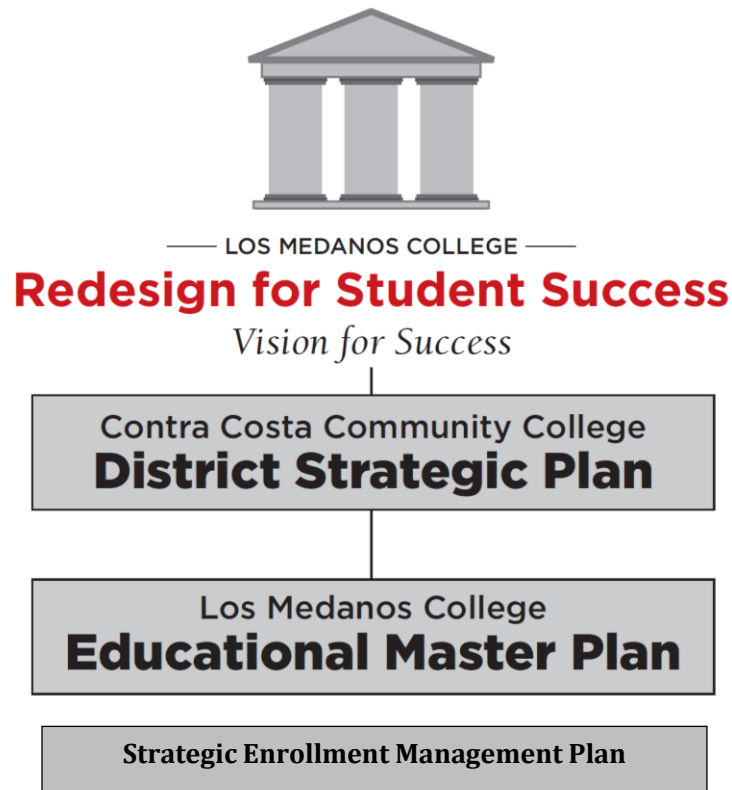 LOS MEDANOS COLLEGE
Redesign for Student Success
Vision for Success
Contra Costa Community College
District Strategic Plan
Los Medanos College
Educational Master Plan
Strategic Enrollment Management Plan